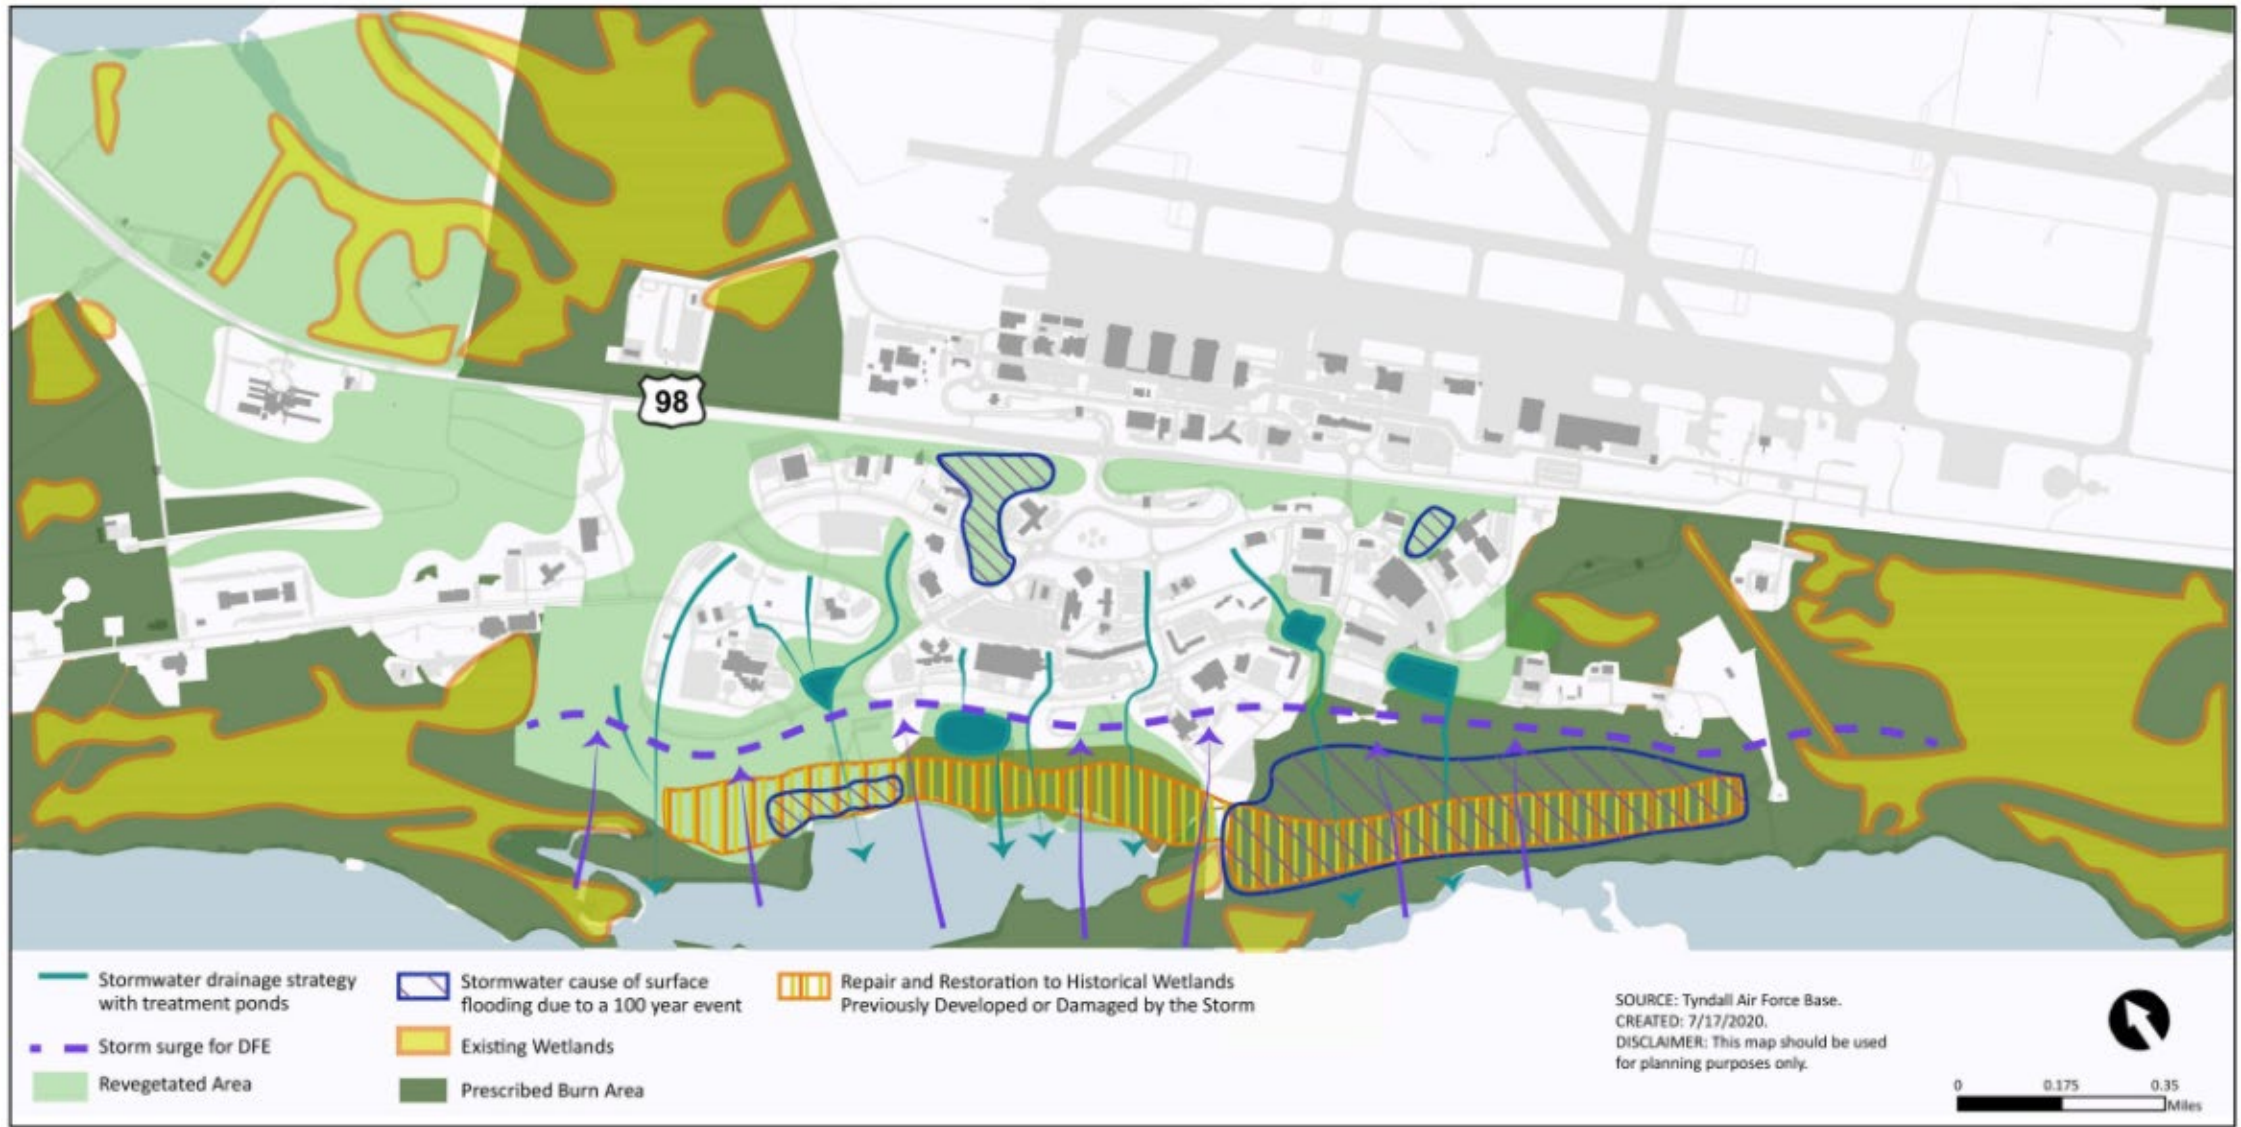 98
Stormwater drainage strategy
with treatment ponds
Storm surge for DFE
Revegetated Area
Stormwater cause of surface
flooding due to a 100 year event
Existing Wetlands
Prescribed Burn Area
Repair and Restoration to Historical Wetlands
Previously Developed or Damaged by the Storm
SOURCE: Tyndall Air Force Base.
CREATED: 7/17/2020.
DISCLAIMER: This map should be used
for planning purposes only.
0 0.175 0.35
Miles